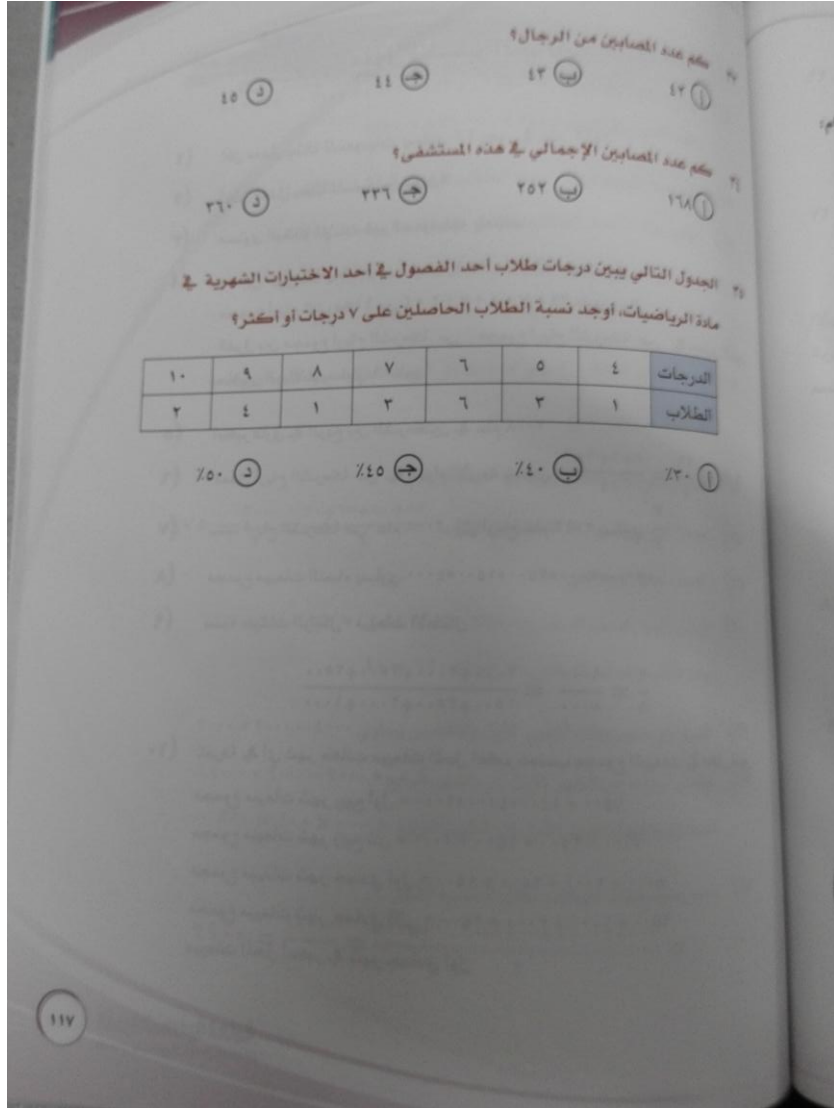 كم عدد المصابين من الرجال؟
أ ٤٢ ب ٤٣ جـ ٤٤ د ٤٥
كم عدد المصابين الإجمالي في هذه المستشفى؟
أ ١٦٨ ب ٢٥٢ جـ ٣٣٦ د ٣٦٠
الجدول التالي يبين درجات طلاب أحد الفصول في أحد الاختبارات الشهرية في
مادة الرياضيات، أوجد نسبة الطلاب الحاصلين على ٧ درجات أو أكثر؟
الدرجات ٤ ٥ ٦ ٧ ٨ ٩ ١٠
الطلاب ١ ٣ ٦ ٣ ١ ٤ ٢
أ ٣٠٪ ب ٤٠٪ جـ ٤٥٪ د ٥٠٪
١١٧